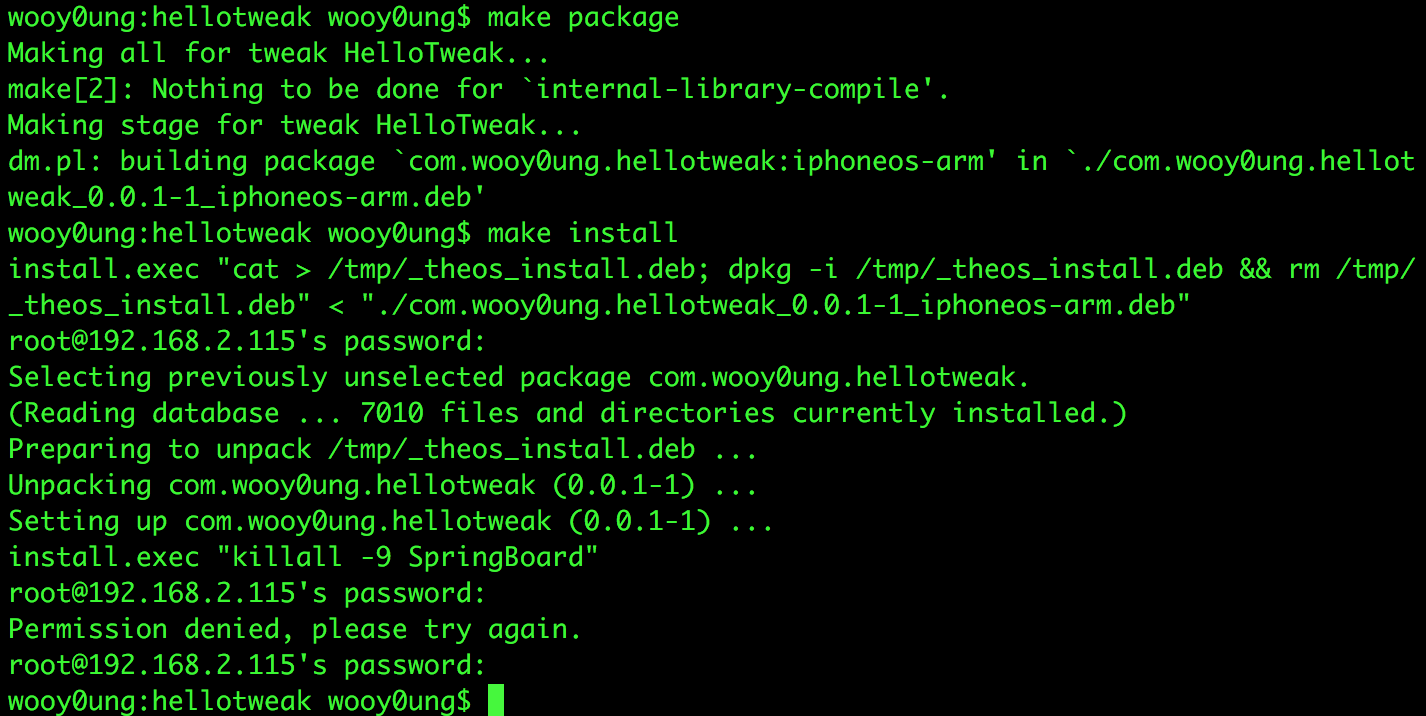 wooy0ung:hellotweak wooy0ung$ make package
Making all for tweak HelloTweak...
make[2]: Nothing to be done for `internal-library-compile'.
Making stage for tweak HelloTweak...
dm.pl: building package `com.wooy0ung.hellotweak:iphoneos-arm' in `./com.wooy0ung.hellot
weak_0.0.1-1_iphoneos-arm.deb'
wooy0ung:hellotweak wooy0ung$ make install
install.exec "cat > /tmp/_theos_install.deb; dpkg -i /tmp/_theos_install.deb && rm /tmp/
_theos_install.deb" < "./com.wooy0ung.hellotweak_0.0.1-1_iphoneos-arm.deb"
root@192.168.2.115's password:
Selecting previously unselected package com.wooy0ung.hellotweak.
(Reading database ... 7010 files and directories currently installed.)
Preparing to unpack /tmp/_theos_install.deb ...
Unpacking com.wooy0ung.hellotweak (0.0.1-1) ...
Setting up com.wooy0ung.hellotweak (0.0.1-1) ...
install.exec "killall -9 SpringBoard"
root@192.168.2.115's password:
Permission denied, please try again.
root@192.168.2.115's password:
wooy0ung:hellotweak wooy0ung$